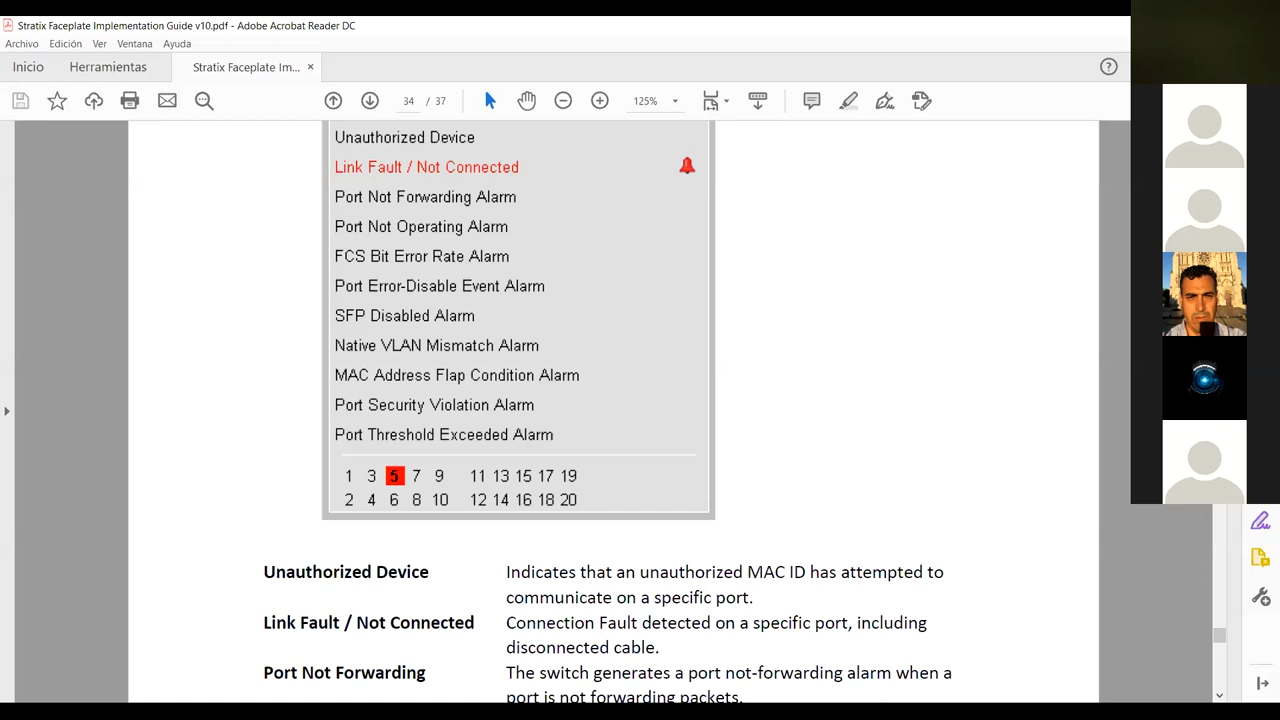 Stratix Faceplate Implementation Guide v10.pdf - Adobe Acrobat Reader DC
Archivo Edición Ver Ventana Ayuda
Inicio Herramientas Stratix Faceplate Im... ×
34 / 37 125%
Unauthorized Device
Link Fault / Not Connected
Port Not Forwarding Alarm
Port Not Operating Alarm
FCS Bit Error Rate Alarm
Port Error-Disable Event Alarm
SFP Disabled Alarm
Native VLAN Mismatch Alarm
MAC Address Flap Condition Alarm
Port Security Violation Alarm
Port Threshold Exceeded Alarm
1 3 5 7 9 11 13 15 17 19
2 4 6 8 10 12 14 16 18 20
Unauthorized Device Indicates that an unauthorized MAC ID has attempted to
communicate on a specific port.
Link Fault / Not Connected Connection Fault detected on a specific port, including
disconnected cable.
Port Not Forwarding The switch generates a port not-forwarding alarm when a
port is not forwarding packets.